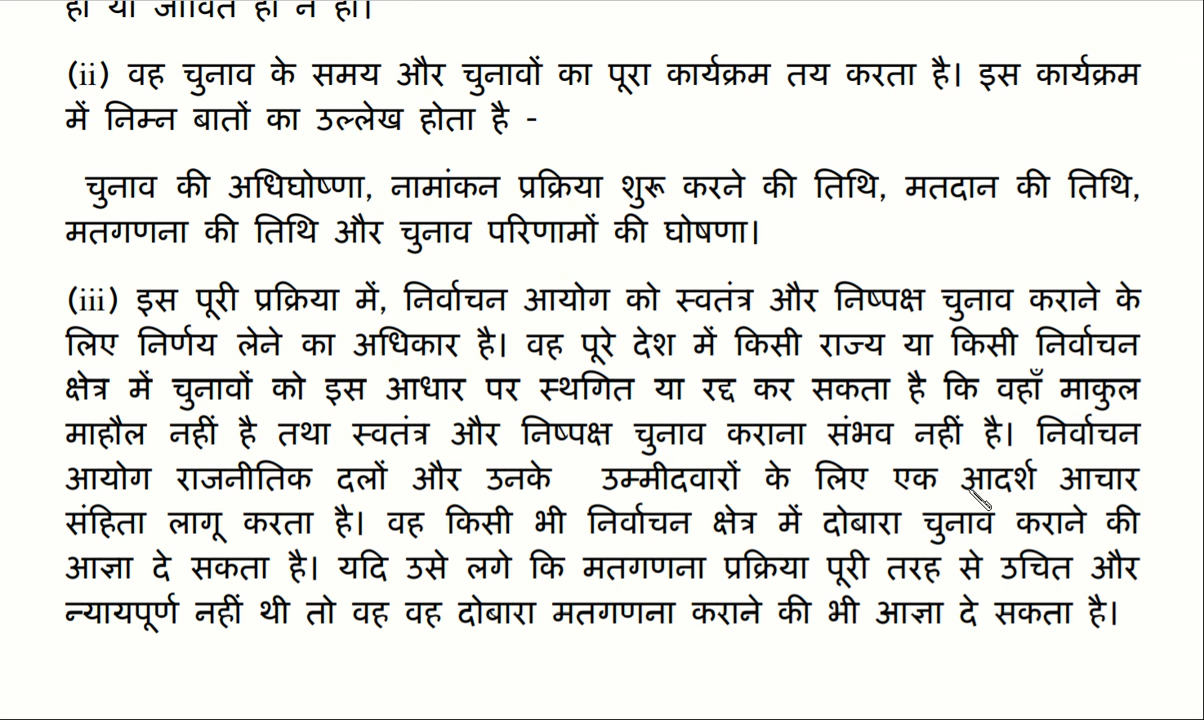 हो या जीवित हो न हो।
(ii) वह चुनाव के समय और चुनावों का पूरा कार्यक्रम तय करता है। इस कार्यक्रम
में निम्न बातों का उल्लेख होता है -
चुनाव की अधिघोष्णा, नामांकन प्रक्रिया शुरू करने की तिथि, मतदान की तिथि,
मतगणना की तिथि और चुनाव परिणामों की घोषणा।
(iii) इस पूरी प्रक्रिया में, निर्वाचन आयोग को स्वतंत्र और निष्पक्ष चुनाव कराने के
लिए निर्णय लेने का अधिकार है। वह पूरे देश में किसी राज्य या किसी निर्वाचन
क्षेत्र में चुनावों को इस आधार पर स्थगित या रद्द कर सकता है कि वहाँ माकुल
माहौल नहीं है तथा स्वतंत्र और निष्पक्ष चुनाव कराना संभव नहीं है। निर्वाचन
आयोग राजनीतिक दलों और उनके उम्मीदवारों के लिए एक आदर्श आचार
संहिता लागू करता है। वह किसी भी निर्वाचन क्षेत्र में दोबारा चुनाव कराने की
आज्ञा दे सकता है। यदि उसे लगे कि मतगणना प्रक्रिया पूरी तरह से उचित और
न्यायपूर्ण नहीं थी तो वह वह दोबारा मतगणना कराने की भी आज्ञा दे सकता है।